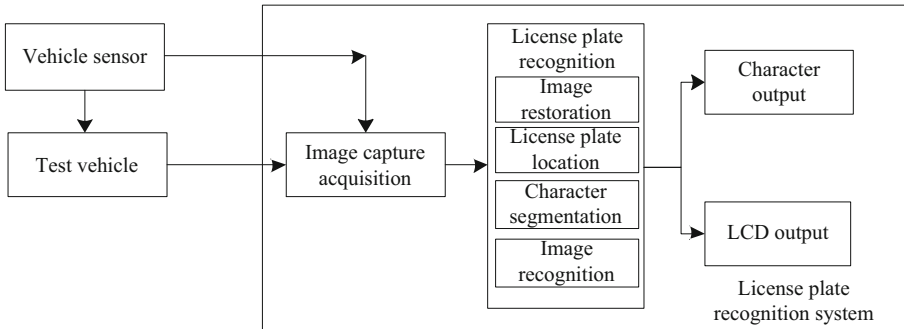 Vehicle sensor
Test vehicle
Image capture
acquisition
License plate
recognition
Image
restoration
License plate
location
Character
segmentation
Image
recognition
Character
output
LCD output
License plate
recognition system